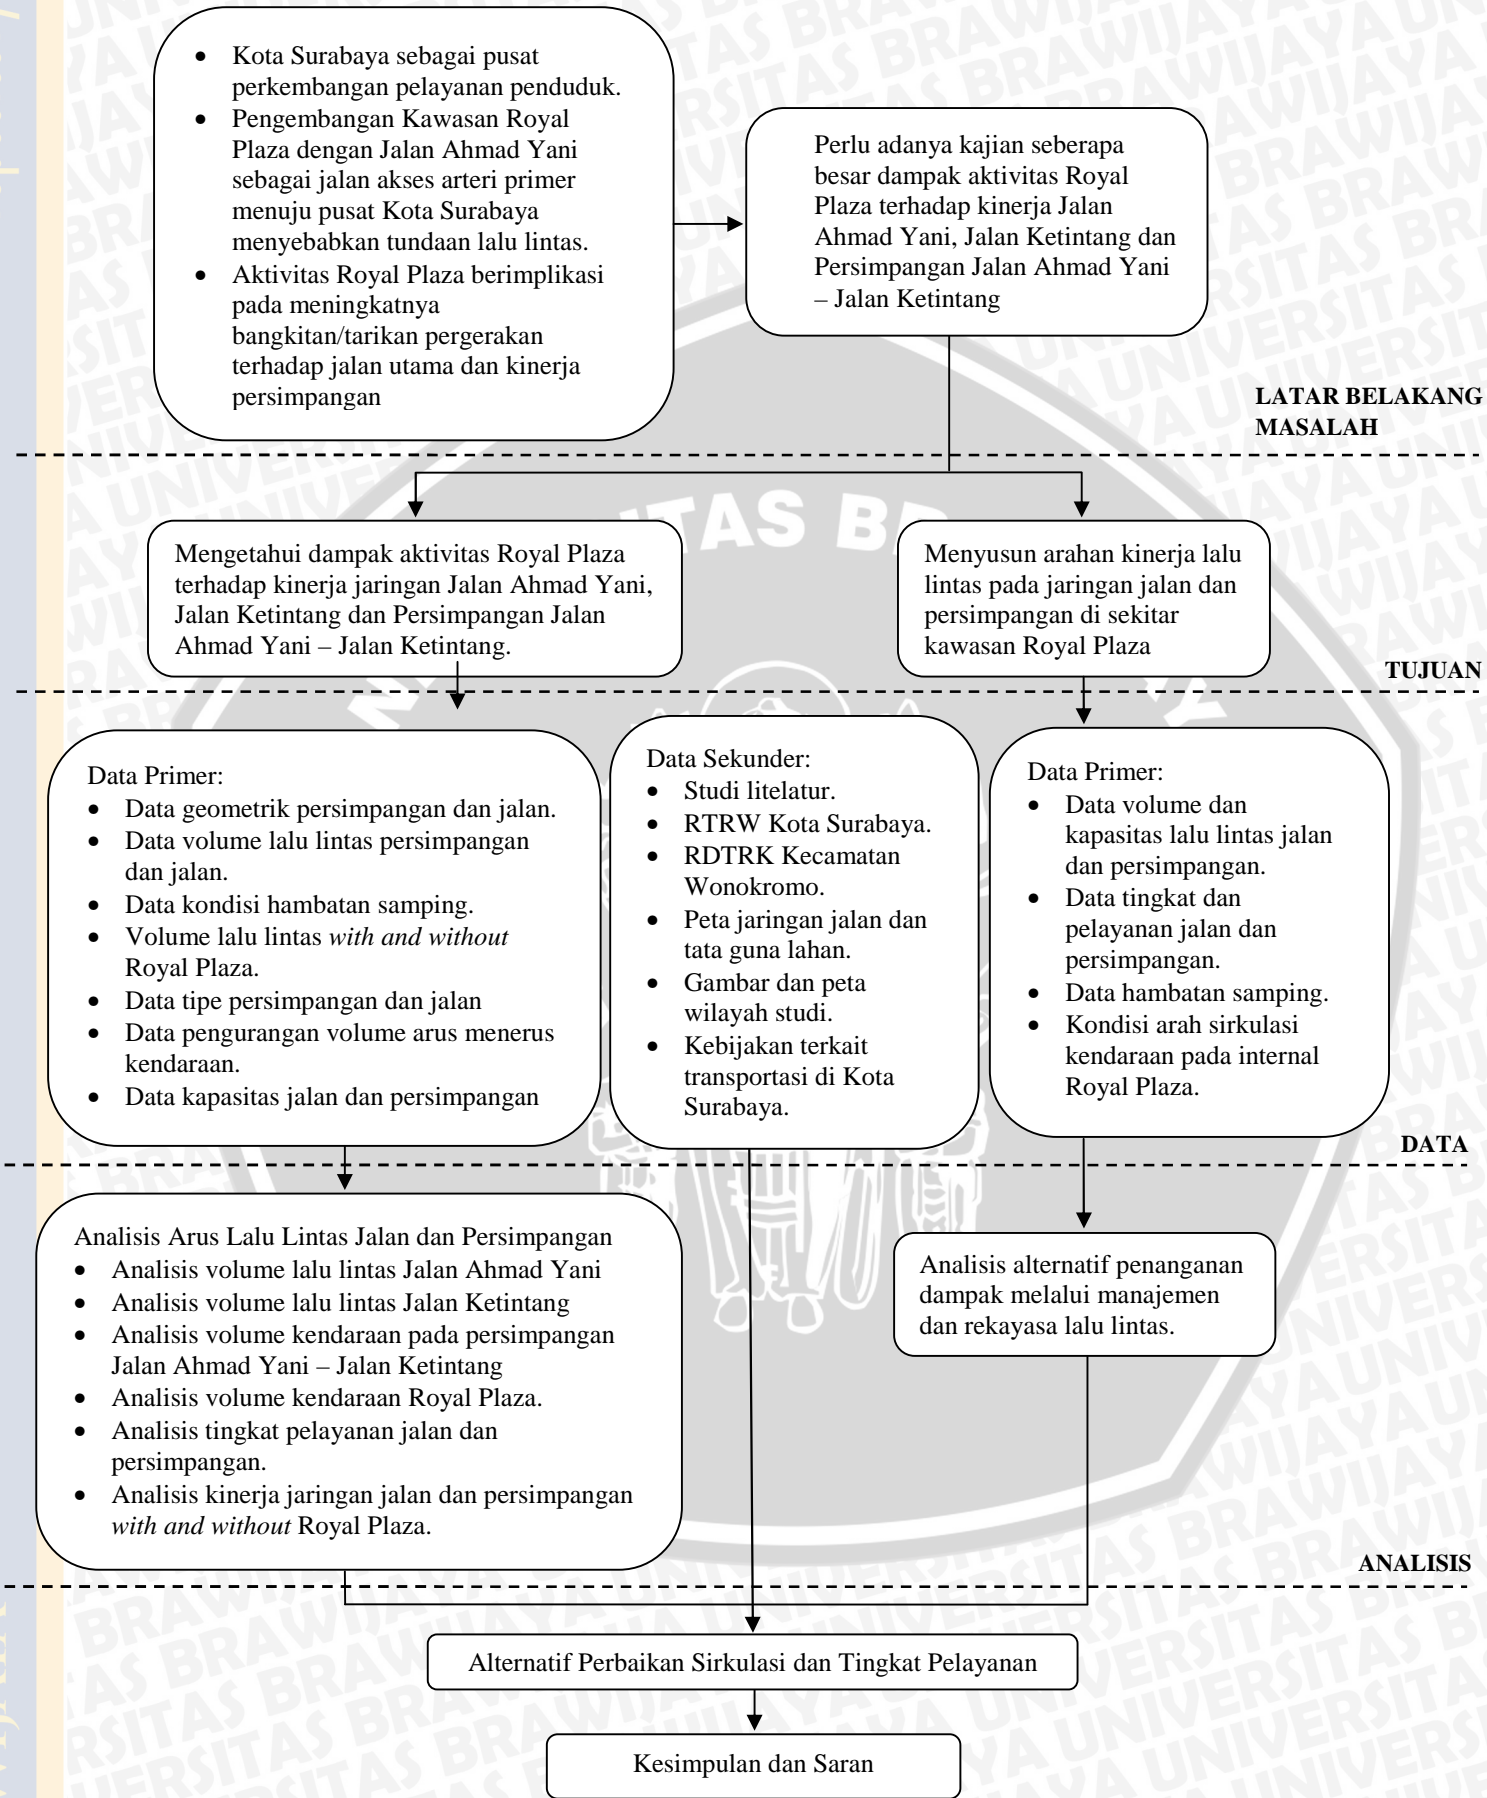 • Kota Surabaya sebagai pusat
perkembangan pelayanan penduduk.
• Pengembangan Kawasan Royal
Plaza dengan Jalan Ahmad Yani
sebagai jalan akses arteri primer
menuju pusat Kota Surabaya
menyebabkan tundaan lalu lintas.
• Aktivitas Royal Plaza berimplikasi
pada meningkatnya
bangkitan/tarikan pergerakan
terhadap jalan utama dan kinerja
persimpangan
Perlu adanya kajian seberapa
besar dampak aktivitas Royal
Plaza terhadap kinerja Jalan
Ahmad Yani, Jalan Ketintang dan
Persimpangan Jalan Ahmad Yani
– Jalan Ketintang
LATAR BELAKANG
MASALAH
Mengetahui dampak aktivitas Royal Plaza
terhadap kinerja jaringan Jalan Ahmad Yani,
Jalan Ketintang dan Persimpangan Jalan
Ahmad Yani – Jalan Ketintang.
Menyusun arahan kinerja lalu
lintas pada jaringan jalan dan
persimpangan di sekitar
kawasan Royal Plaza
TUJUAN
Data Primer:
• Data geometrik persimpangan dan jalan.
• Data volume lalu lintas persimpangan
dan jalan.
• Data kondisi hambatan samping.
• Volume lalu lintas with and without
Royal Plaza.
• Data tipe persimpangan dan jalan
• Data pengurangan volume arus menerus
kendaraan.
• Data kapasitas jalan dan persimpangan
Data Sekunder:
• Studi litelatur.
• RTRW Kota Surabaya.
• RDTRK Kecamatan
Wonokromo.
• Peta jaringan jalan dan
tata guna lahan.
• Gambar dan peta
wilayah studi.
• Kebijakan terkait
transportasi di Kota
Surabaya.
Data Primer:
• Data volume dan
kapasitas lalu lintas jalan
dan persimpangan.
• Data tingkat dan
pelayanan jalan dan
persimpangan.
• Data hambatan samping.
• Kondisi arah sirkulasi
kendaraan pada internal
Royal Plaza.
DATA
Analisis Arus Lalu Lintas Jalan dan Persimpangan
• Analisis volume lalu lintas Jalan Ahmad Yani
• Analisis volume lalu lintas Jalan Ketintang
• Analisis volume kendaraan pada persimpangan
Jalan Ahmad Yani – Jalan Ketintang
• Analisis volume kendaraan Royal Plaza.
• Analisis tingkat pelayanan jalan dan
persimpangan.
• Analisis kinerja jaringan jalan dan persimpangan
with and without Royal Plaza.
Analisis alternatif penanganan
dampak melalui manajemen
dan rekayasa lalu lintas.
ANALISIS
Alternatif Perbaikan Sirkulasi dan Tingkat Pelayanan
Kesimpulan dan Saran